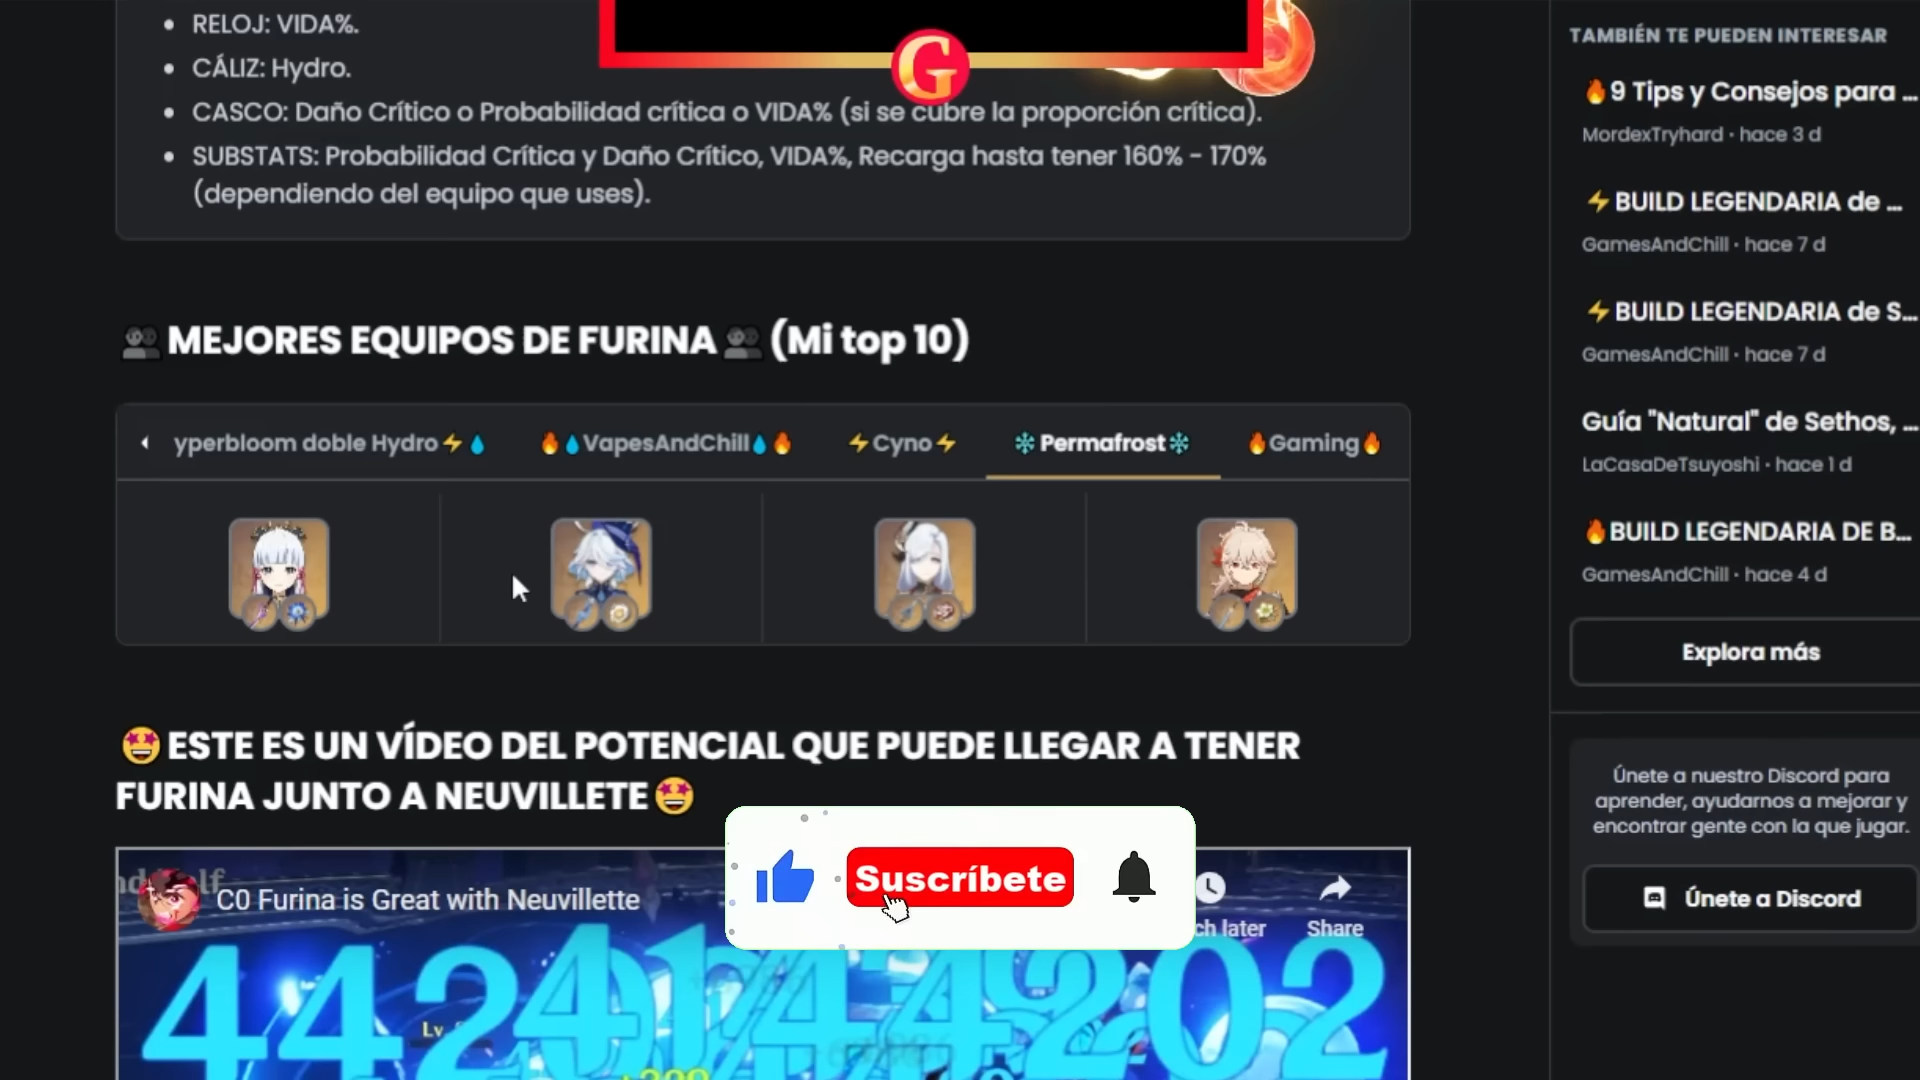 RELOJ: VIDA%.
CÁLIZ: Hydro.
G
CASCO: Daño Crítico o Probabilidad crítica o VIDA% (si se cubre la proporción crítica).
SUBSTATS: Probabilidad Crítica y Daño Crítico, VIDA%, Recarga hasta tener 160% - 170%
(dependiendo del equipo que uses).
👥 MEJORES EQUIPOS DE FURINA 👥 (Mi top 10)
yperbloom doble Hydro⚡💧
🔥💧VapesAndChill💧🔥
⚡Cyno⚡
❄Permafrost❄
🔥Gaming🔥
🤩ESTE ES UN VÍDEO DEL POTENCIAL QUE PUEDE LLEGAR A TENER
FURINA JUNTO A NEUVILLETE🤩
C0 Furina is Great with Neuvillette
Suscríbete
ch later
Share
Lv
TAMBIÉN TE PUEDEN INTERESAR
🔥9 Tips y Consejos para ...
MordexTryhard · hace 3 d
⚡BUILD LEGENDARIA de ...
GamesAndChill · hace 7 d
⚡BUILD LEGENDARIA de S...
GamesAndChill · hace 7 d
Guía "Natural" de Sethos, ...
LaCasaDeTsuyoshi · hace 1 d
🔥BUILD LEGENDARIA DE B...
GamesAndChill · hace 4 d
Explora más
Únete a nuestro Discord para
aprender, ayudarnos a mejorar y
encontrar gente con la que jugar.
Únete a Discord